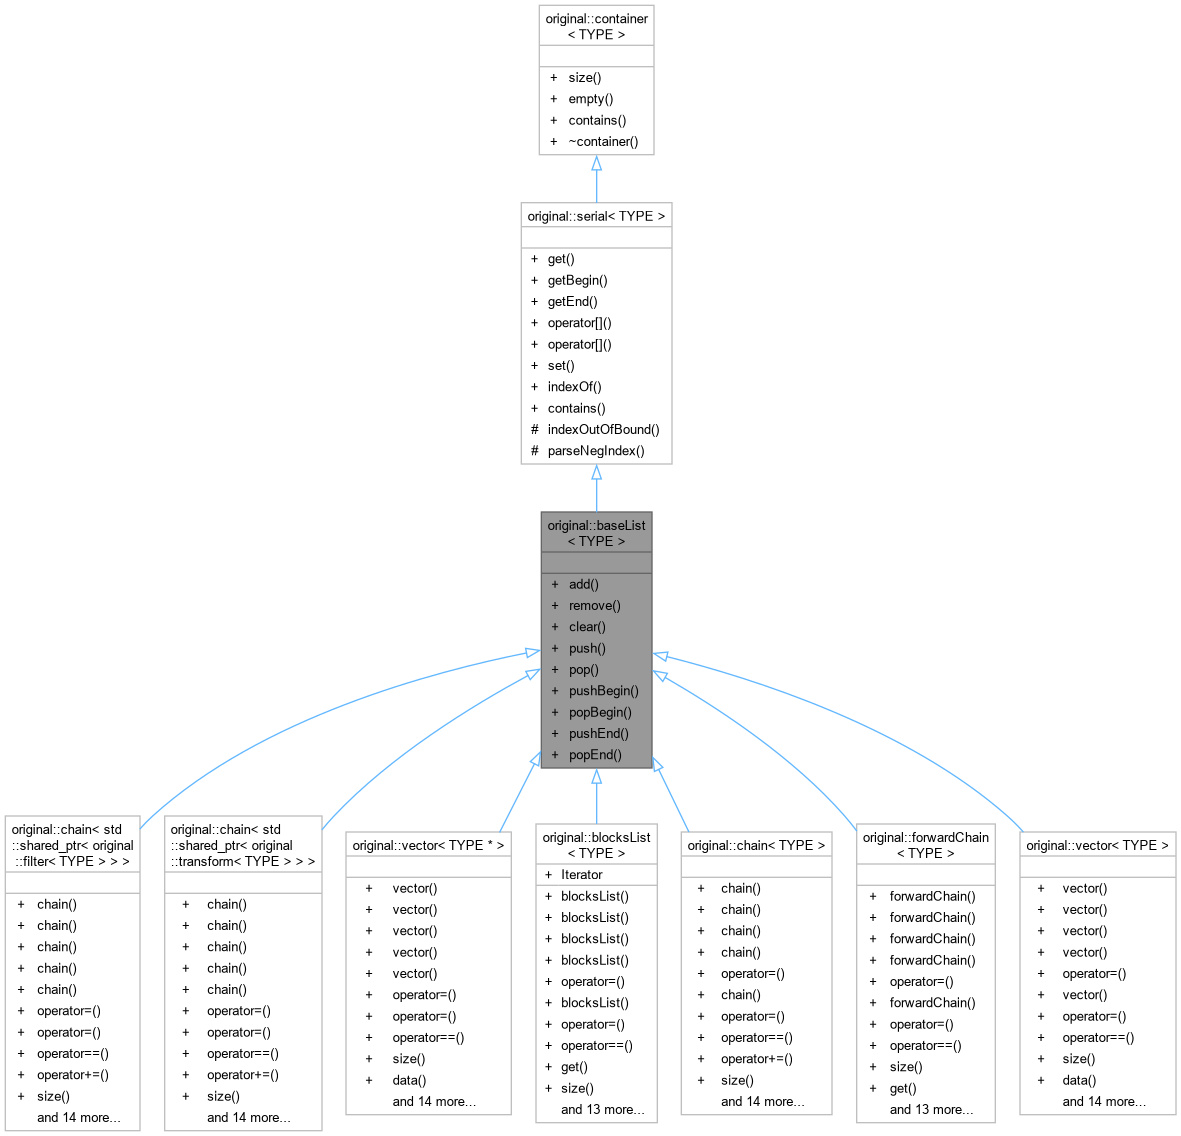 original::container
< TYPE >
+ size()
+ empty()
+ contains()
+ ~container()
original::serial< TYPE >
+ get()
+ getBegin()
+ getEnd()
+ operator[]()
+ operator[]()
+ set()
+ indexOf()
+ contains()
# indexOutOfBound()
# parseNegIndex()
original::baseList
< TYPE >
+ add()
+ remove()
+ clear()
+ push()
+ pop()
+ pushBegin()
+ popBegin()
+ pushEnd()
+ popEnd()
original::chain< std
::shared_ptr< original
::filter< TYPE > > >
+ chain()
+ chain()
+ chain()
+ chain()
+ chain()
+ operator=()
+ operator=()
+ operator==()
+ operator+=()
+ size()
and 14 more...
original::chain< std
::shared_ptr< original
::transform< TYPE > > >
+ chain()
+ chain()
+ chain()
+ chain()
+ chain()
+ operator=()
+ operator=()
+ operator==()
+ operator+=()
+ size()
and 14 more...
original::vector< TYPE * >
+ vector()
+ vector()
+ vector()
+ vector()
+ vector()
+ operator=()
+ operator=()
+ operator==()
+ size()
+ data()
and 14 more...
original::blocksList
< TYPE >
+ Iterator
+ blocksList()
+ blocksList()
+ blocksList()
+ blocksList()
+ operator=()
+ blocksList()
+ operator=()
+ operator==()
+ get()
+ size()
and 13 more...
original::chain< TYPE >
+ chain()
+ chain()
+ chain()
+ chain()
+ operator=()
+ chain()
+ operator=()
+ operator==()
+ operator+=()
+ size()
and 14 more...
original::forwardChain
< TYPE >
+ forwardChain()
+ forwardChain()
+ forwardChain()
+ forwardChain()
+ operator=()
+ forwardChain()
+ operator=()
+ operator==()
+ size()
+ get()
and 13 more...
original::vector< TYPE >
+ vector()
+ vector()
+ vector()
+ vector()
+ operator=()
+ vector()
+ operator=()
+ operator==()
+ size()
+ data()
and 14 more...